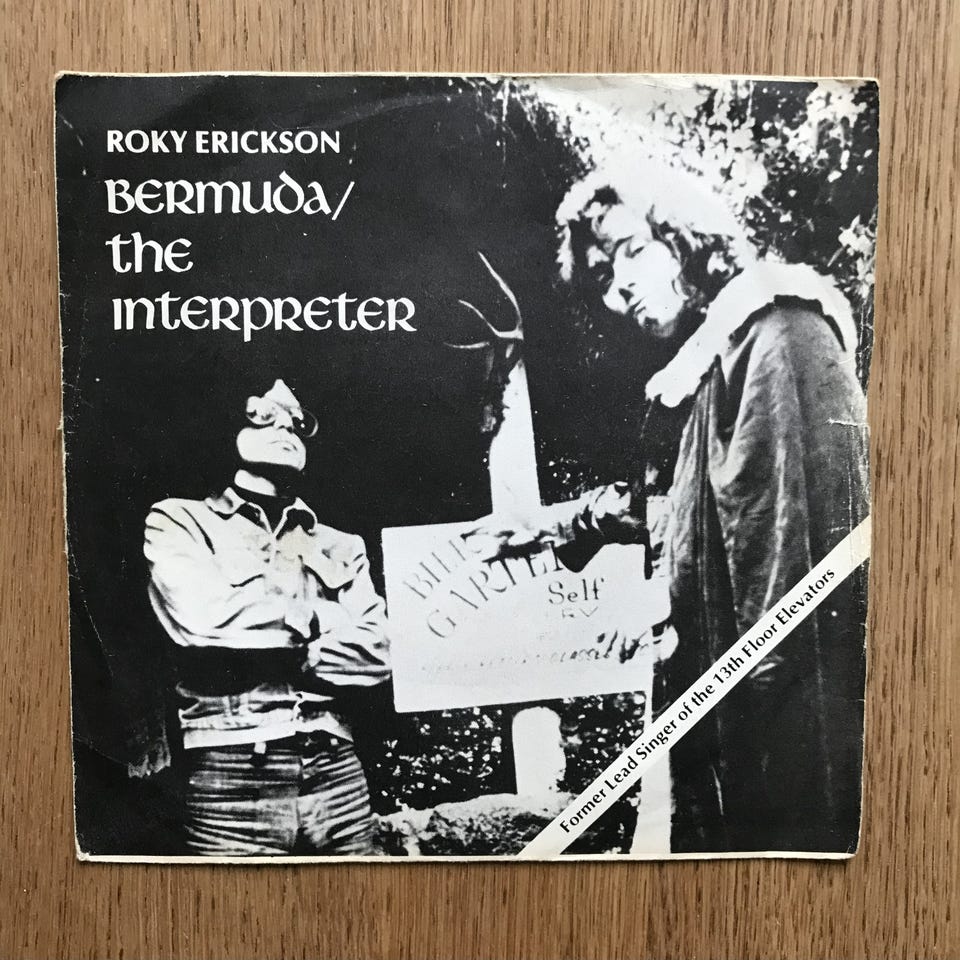 ROKY ERICKSON
BERMUDA/
the
INTERPRETER
Self
Former Lead Singer of the 13th Floor Elevators